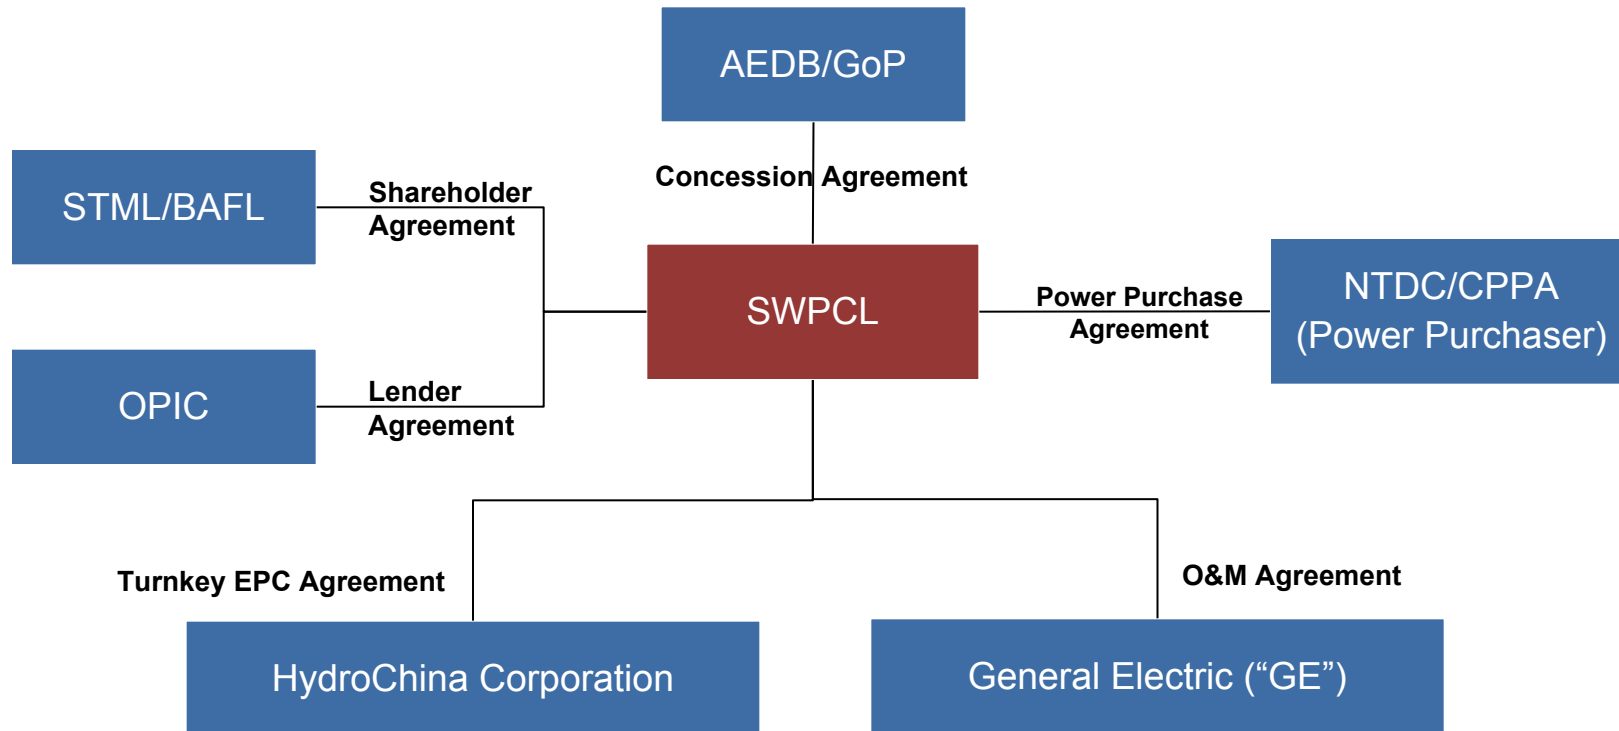 AEDB/GoP
Concession Agreement
STML/BAFL
Shareholder
Agreement
SWPCL
Power Purchase
Agreement
NTDC/CPPA
(Power Purchaser)
OPIC
Lender
Agreement
Turnkey EPC Agreement
O&M Agreement
HydroChina Corporation
General Electric (“GE”)